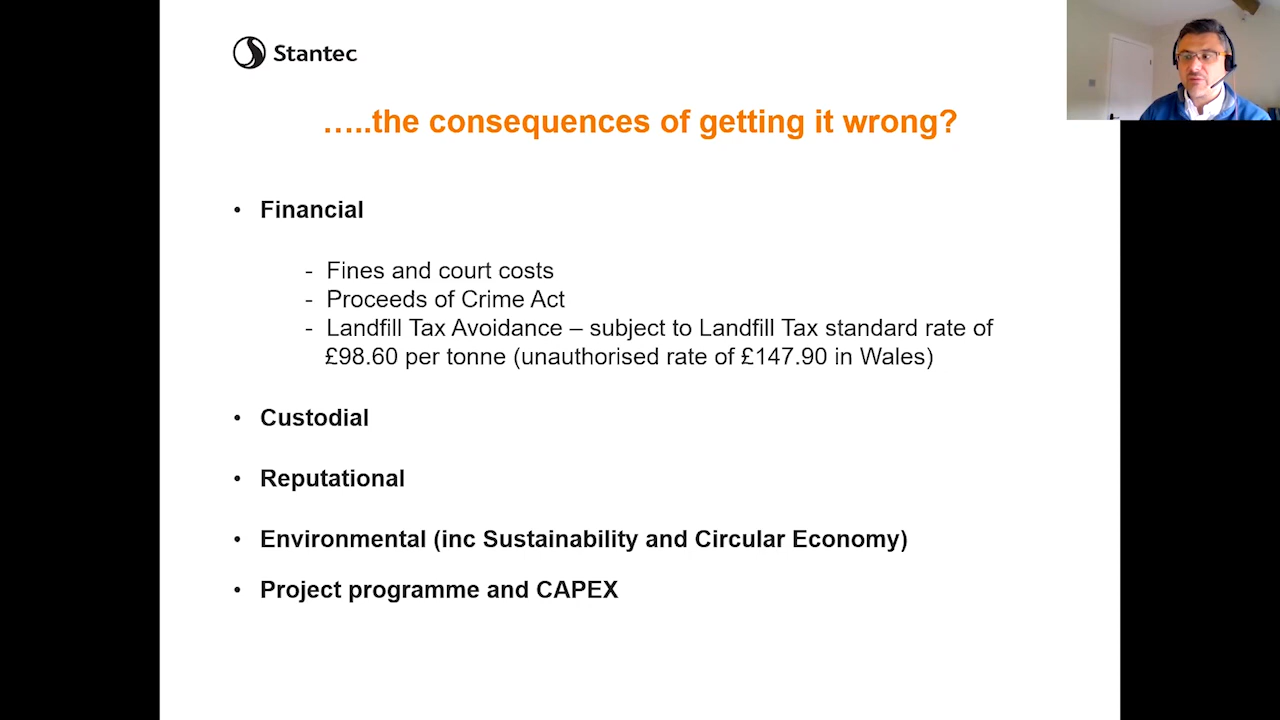 Stantec
…..the consequences of getting it wrong?
• Financial
- Fines and court costs
- Proceeds of Crime Act
- Landfill Tax Avoidance – subject to Landfill Tax standard rate of
£98.60 per tonne (unauthorised rate of £147.90 in Wales)
• Custodial
• Reputational
• Environmental (inc Sustainability and Circular Economy)
• Project programme and CAPEX